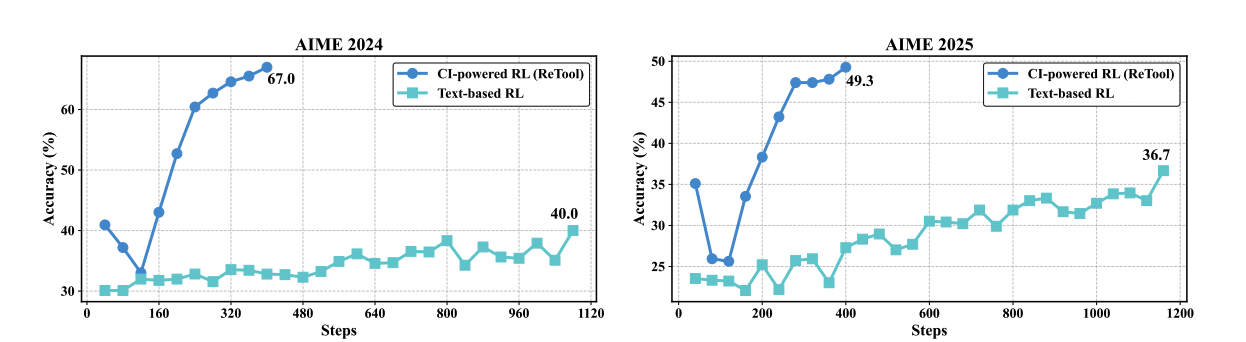 AIME 2024
Accuracy (%)
60
50
40
30
67.0
40.0
CI-powered RL (ReTool)
Text-based RL
0 160 320 480 640 800 960 1120
Steps
AIME 2025
Accuracy (%)
50
45
40
35
30
25
49.3
36.7
CI-powered RL (ReTool)
Text-based RL
0 200 400 600 800 1000 1200
Steps